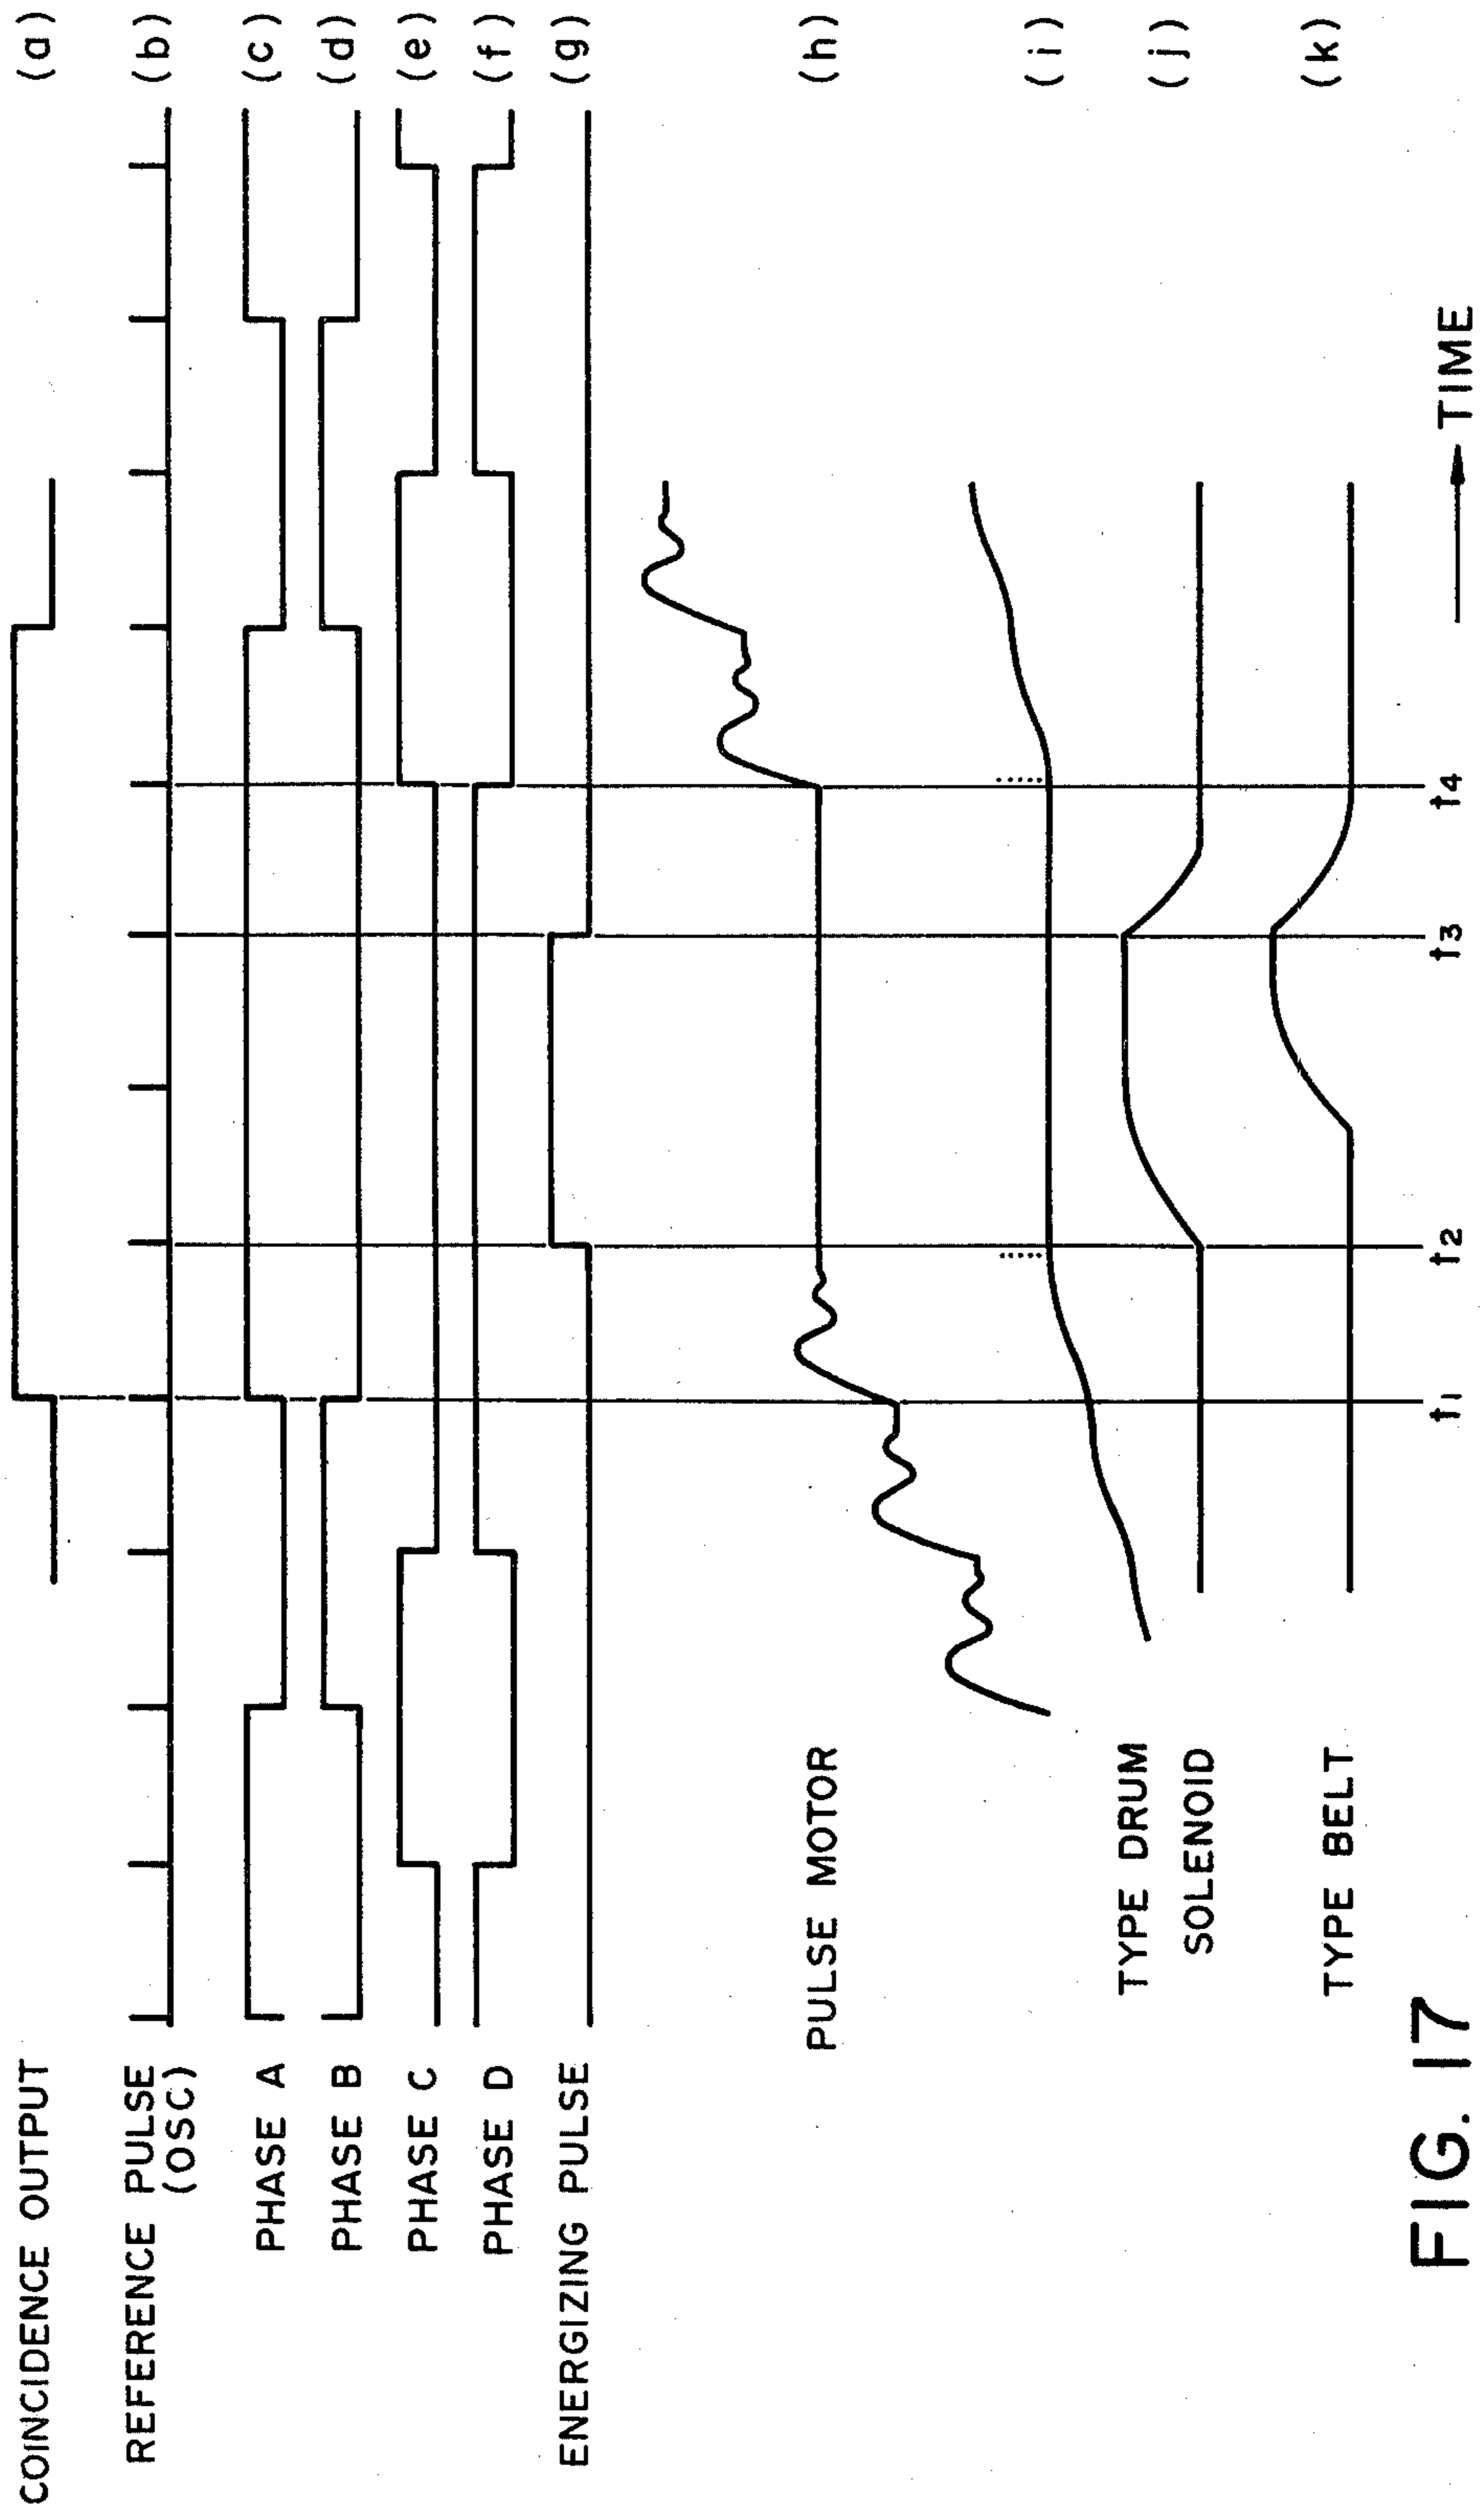 COINCIDENCE OUTPUT (a)
REFERENCE PULSE (b)
(OSC)
PHASE A (c)
PHASE B (d)
PHASE C (e)
PHASE D (f)
ENERGIZING PULSE (g)
PULSE MOTOR (h)
TYPE DRUM (i)
SOLENOID (j)
TYPE BELT (k)
t1 t2 t3 t4
TIME
FIG. 17